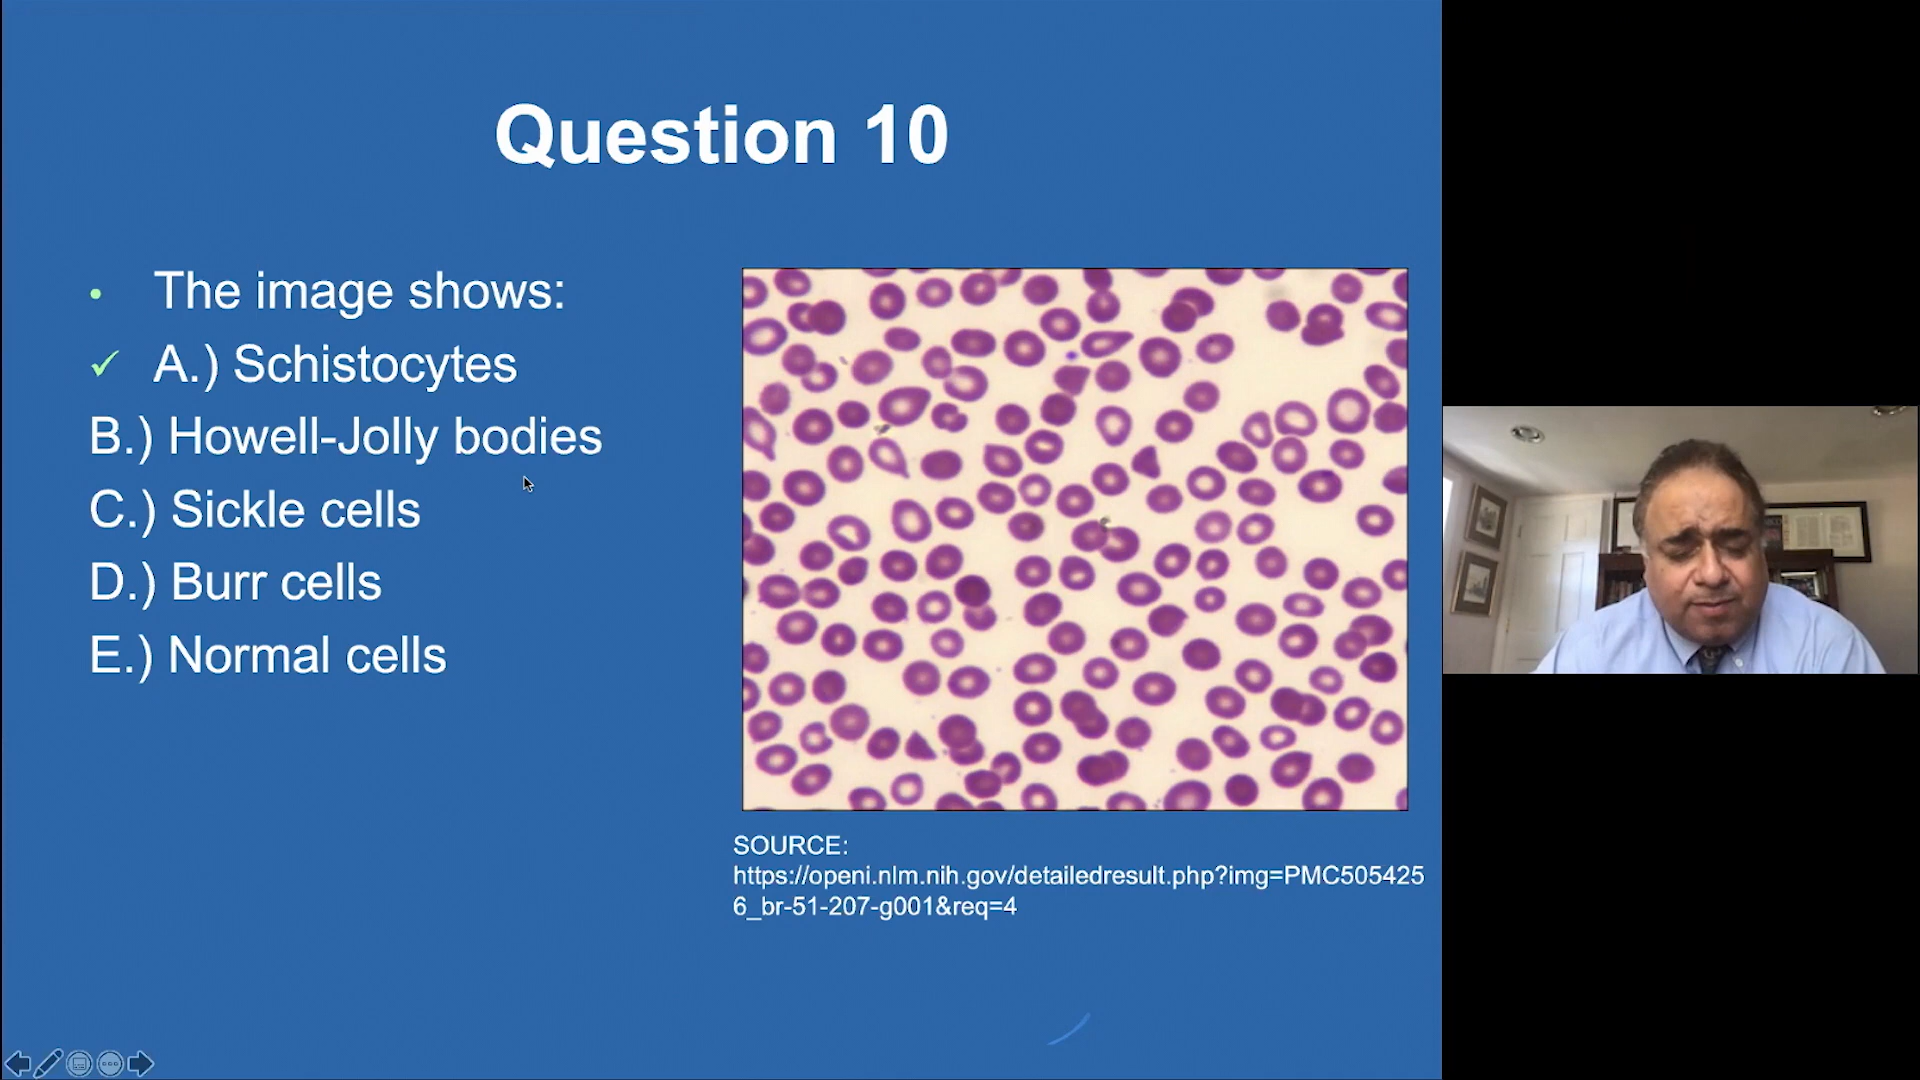 Question 10
• The image shows:
✓ A.) Schistocytes
B.) Howell-Jolly bodies
C.) Sickle cells
D.) Burr cells
E.) Normal cells
SOURCE:
https://openi.nlm.nih.gov/detailedresult.php?img=PMC505425
6_br-51-207-g001&req=4